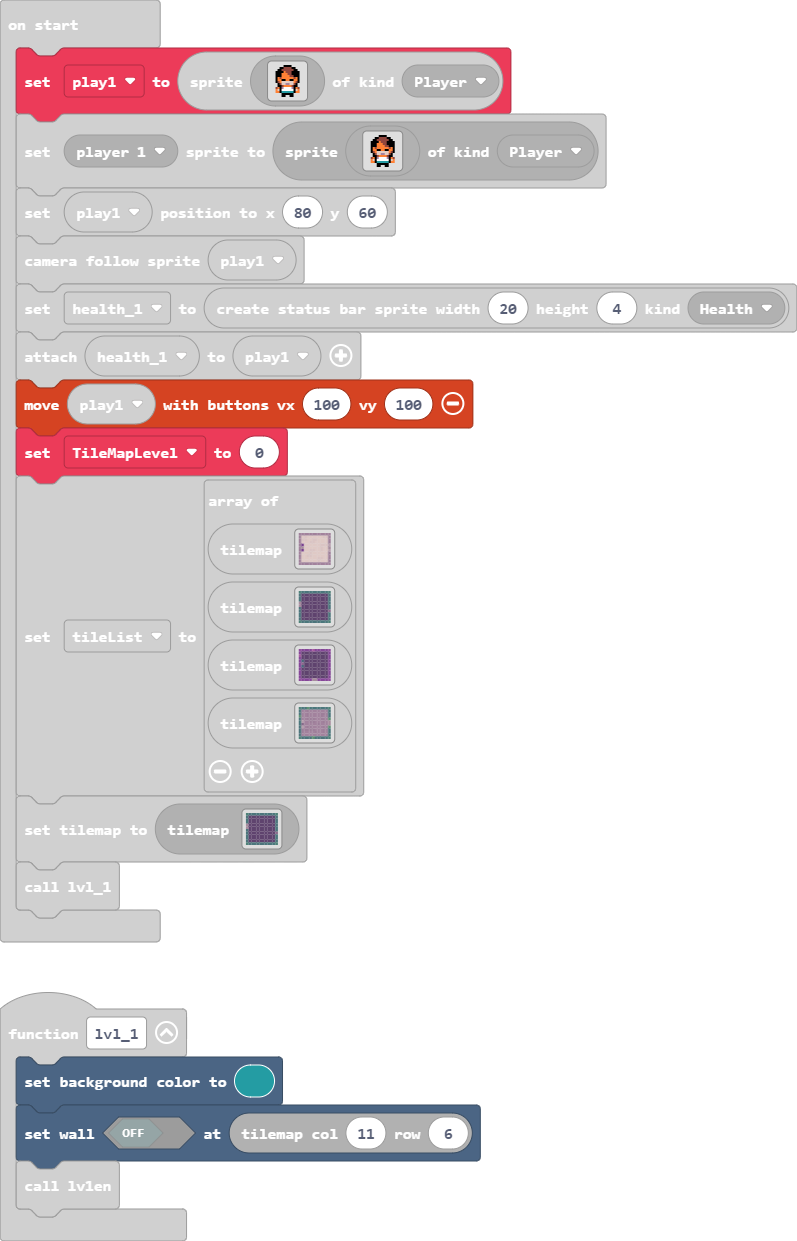 on start
set play1 to sprite of kind Player
set player 1 sprite to sprite of kind Player
set play1 position to x 80 y 60
camera follow sprite play1
set health_1 to create status bar sprite width 20 height 4 kind Health
attach health_1 to play1
move play1 with buttons vx 100 vy 100
set TileMapLevel to 0
array of
tilemap
tilemap
set tileList to
tilemap
tilemap
set tilemap to tilemap
call lvl_1
function lvl_1
set background color to
set wall OFF at tilemap col 11 row 6
call lvlen